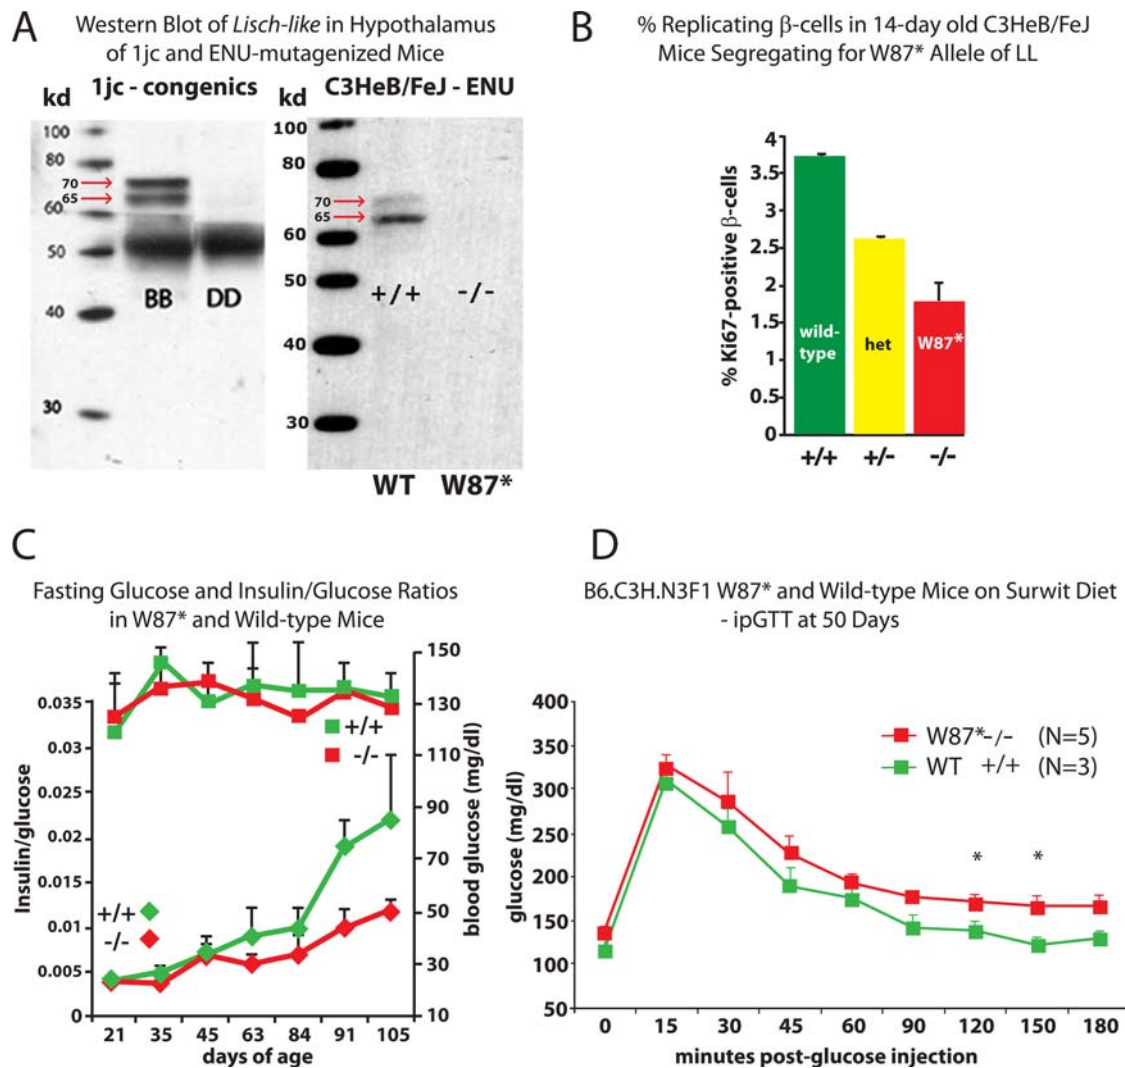 A
Western Blot of Lisch-like in Hypothalamus
of 1jc and ENU-mutagenized Mice
kd
1jc - congenics
100
80
70
65
60
50
40
30
BB
DD
kd
C3HeB/FeJ - ENU
100
80
70
65
60
50
40
30
+/+
-/-
WT
W87*
B
% Replicating β-cells in 14-day old C3HeB/FeJ
Mice Segregating for W87* Allele of LL
% Ki67-positive β-cells
4
3.5
3
2.5
2
1.5
1
0.5
0
wild-
type
het
W87*
+/+
+/-
-/-
C
Fasting Glucose and Insulin/Glucose Ratios
in W87* and Wild-type Mice
Insulin/glucose
0.035
0.03
0.025
0.02
0.015
0.01
0.005
0
+/+
-/-
+/+
-/-
150
130
110
90
70
50
30
10
blood glucose (mg/dl)
21 35 45 63 84 91 105
days of age
D
B6.C3H.N3F1 W87* and Wild-type Mice on Surwit Diet
- ipGTT at 50 Days
glucose (mg/dl)
400
350
300
250
200
150
100
50
W87*-/- (N=5)
WT +/+ (N=3)
* *
0 15 30 45 60 90 120 150 180
minutes post-glucose injection